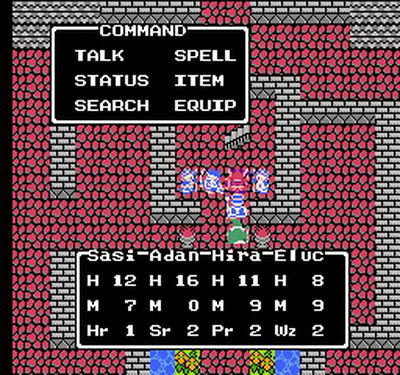 COMMAND
TALK SPELL
STATUS ITEM
SEARCH EQUIP
Sasi Adan Hira Eluc
H 12 H 16 H 11 H 8
M 7 M 0 M 9 M 9
Hr 1 Sr 2 Pr 2 Wz 2